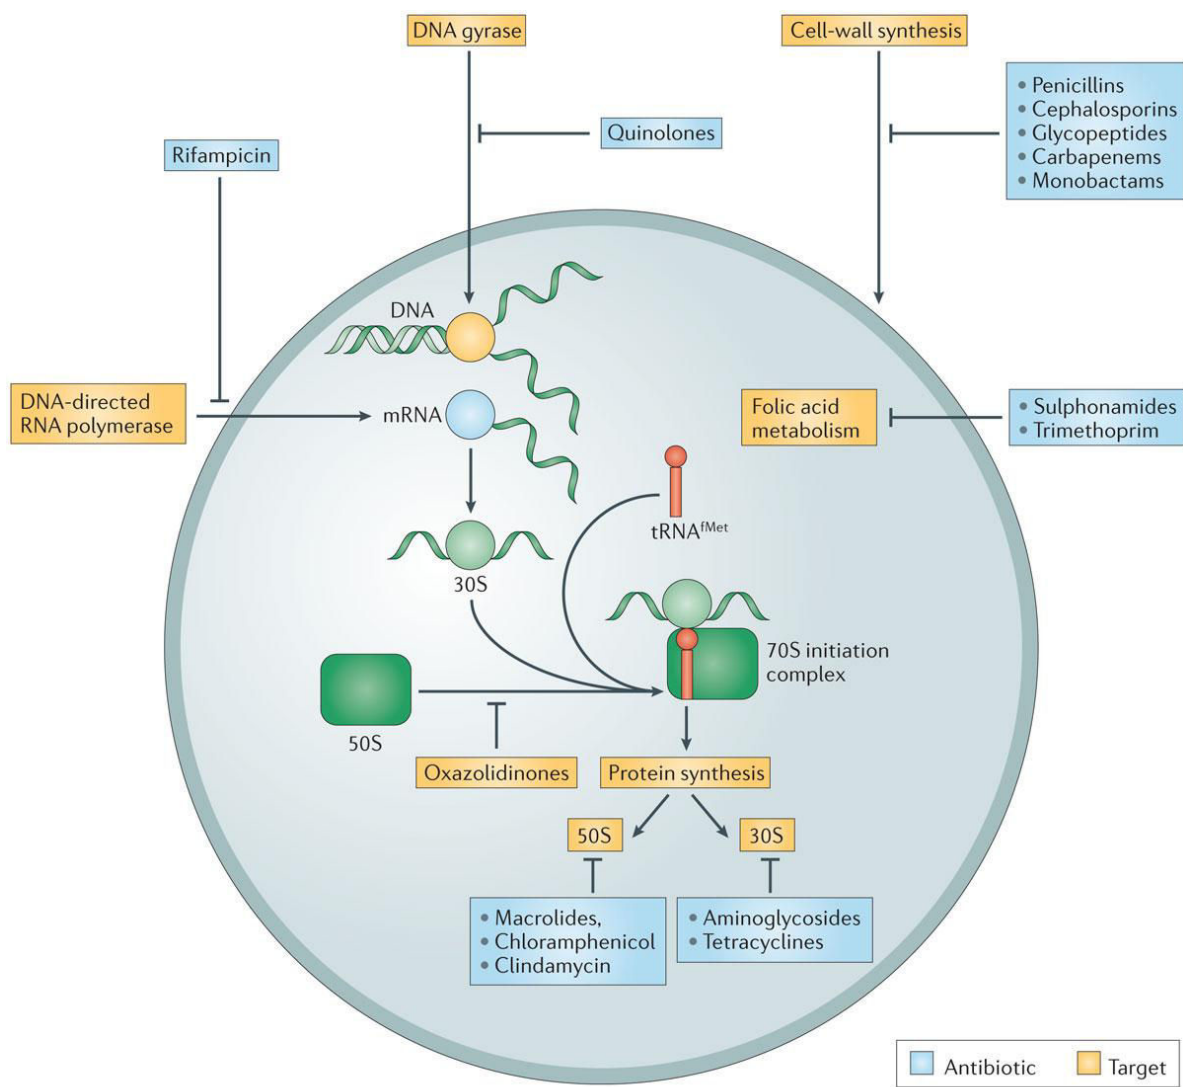 DNA gyrase
Cell-wall synthesis
• Penicillins
• Cephalosporins
• Glycopeptides
• Carbapenems
• Monobactams
Quinolones
Rifampicin
DNA
DNA-directed
RNA polymerase
mRNA
Folic acid
metabolism
• Sulphonamides
• Trimethoprim
tRNAfMet
30S
70S initiation
complex
50S
Oxazolidinones
Protein synthesis
50S
30S
• Macrolides,
• Chloramphenicol
• Clindamycin
• Aminoglycosides
• Tetracyclines
Antibiotic
Target